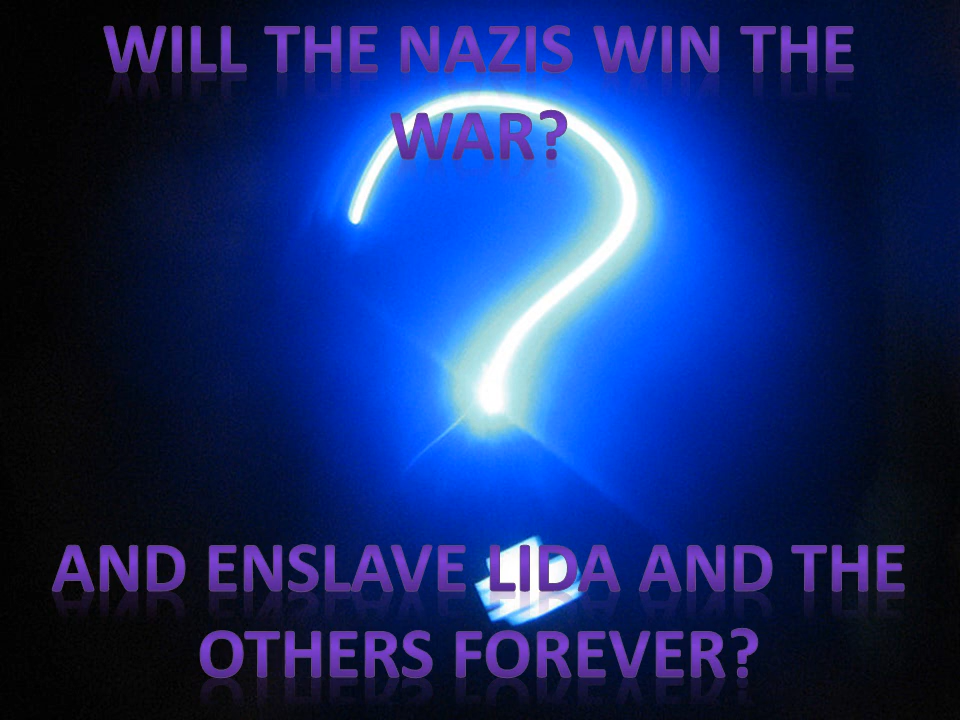 WILL THE NAZIS WIN THE
WAR?
AND ENSLAVE LIDA AND THE
OTHERS FOREVER?